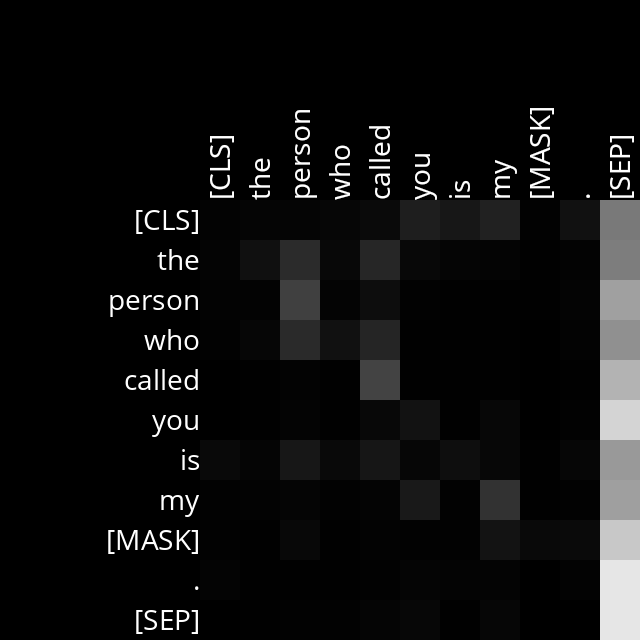 [CLS] the person who called you is my [MASK] . [SEP]
[CLS]
the
person
who
called
you
is
my
[MASK]
.
[SEP]